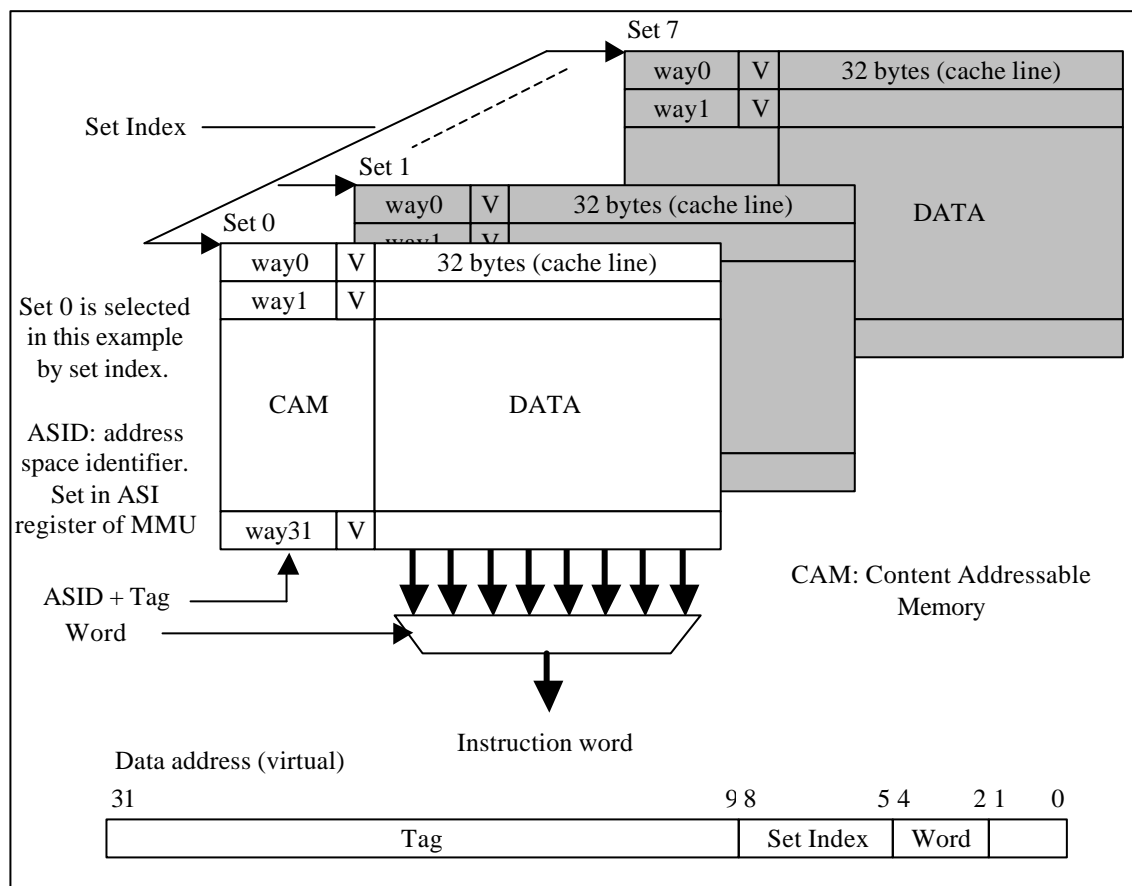 Set 7
way0 V 32 bytes (cache line)
way1 V
DATA
Set Index
Set 1
way0 V 32 bytes (cache line)
way1 V
Set 0
way0 V 32 bytes (cache line)
way1 V
CAM DATA
way31 V
Set 0 is selected
in this example
by set index.
ASID: address
space identifier.
Set in ASI
register of MMU
ASID + Tag
Word
CAM: Content Addressable
Memory
Instruction word
Data address (virtual)
31 9 8 5 4 2 1 0
Tag Set Index Word